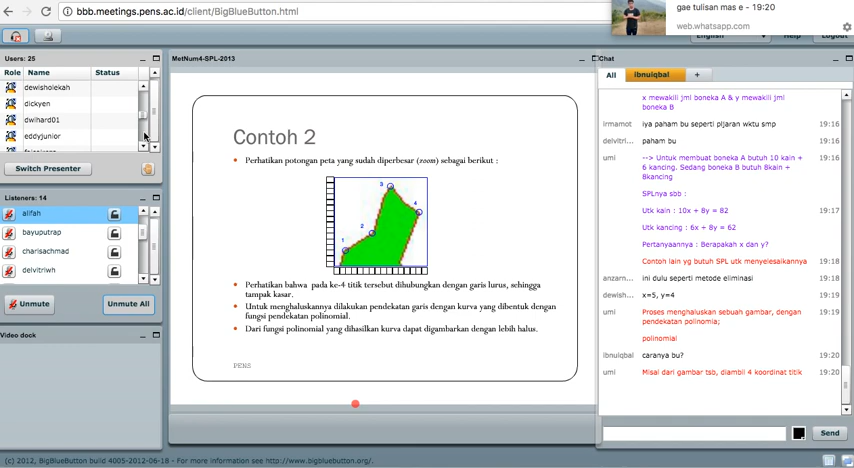 bbb.meetings.pens.ac.id/client/BigBlueButton.html
gae tulisan mas e - 19:20
web.whatsapp.com
English
Help
Logout
Users: 25
Role Name Status
dewisholekah
dickyen
dwihard01
eddyjunior
Switch Presenter
Listeners: 14
alifah
bayuputrap
charisachmad
delvitriwh
Unmute
Unmute All
Video dock
MetNum4-SPL-2013
Contoh 2
Perhatikan potongan peta yang sudah diperbesar (zoom) sebagai berikut :
3
4
2
1
Perhatikan bahwa pada ke-4 titik tersebut dihubungkan dengan garis lurus, sehingga
tampak kasar.
Untuk menghaluskannya dilakukan pendekatan garis dengan kurva yang dibentuk dengan
fungsi pendekatan polinomial.
Dari fungsi polinomial yang dihasilkan kurva dapat digambarkan dengan lebih halus.
PENS
Chat
All ibnuiqbal +
x mewakili jml boneka A & y mewakili jml
boneka B
irmamot iya paham bu seperti pljaran wktu smp 19:16
delvitri... paham bu 19:16
umi --> Untuk membuat boneka A butuh 10 kain + 19:16
6 kancing. Sedang boneka B butuh 8kain +
8kancing
SPLnya sbb :
Utk kain : 10x + 8y = 82 19:17
Utk kancing : 6x + 8y = 62
Pertanyaannya : Berapakah x dan y?
Contoh lain yg butuh SPL utk menyelesaikannya 19:18
anzarn... ini dulu seperti metode eliminasi 19:18
dewish... x=5, y=4 19:19
umi Proses menghaluskan sebuah gambar, dengan 19:19
pendekatan polinomia;
polinomial
ibnuiqbal caranya bu? 19:20
umi Misal dari gambar tsb, diambil 4 koordinat titik 19:20
Send
(c) 2012, BigBlueButton build 4005-2012-06-18 - For more information see http://www.bigbluebutton.org/.